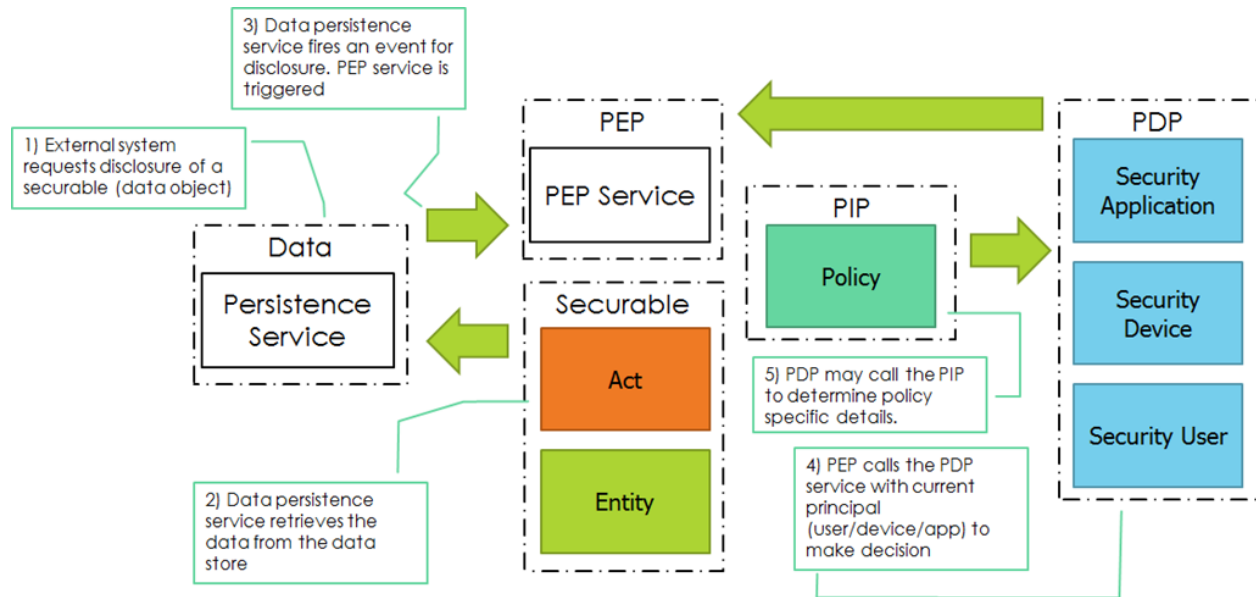 3) Data persistence
service fires an event for
disclosure. PEP service is
triggered
1) External system
requests disclosure of a
securable (data object)
PEP
PEP Service
PDP
Security
Application
Security
Device
Security User
PIP
Policy
Data
Persistence
Service
Securable
Act
Entity
5) PDP may call the PIP
to determine policy
specific details.
4) PEP calls the PDP
service with current
principal
(user/device/app) to
make decision
2) Data persistence
service retrieves the
data from the data
store